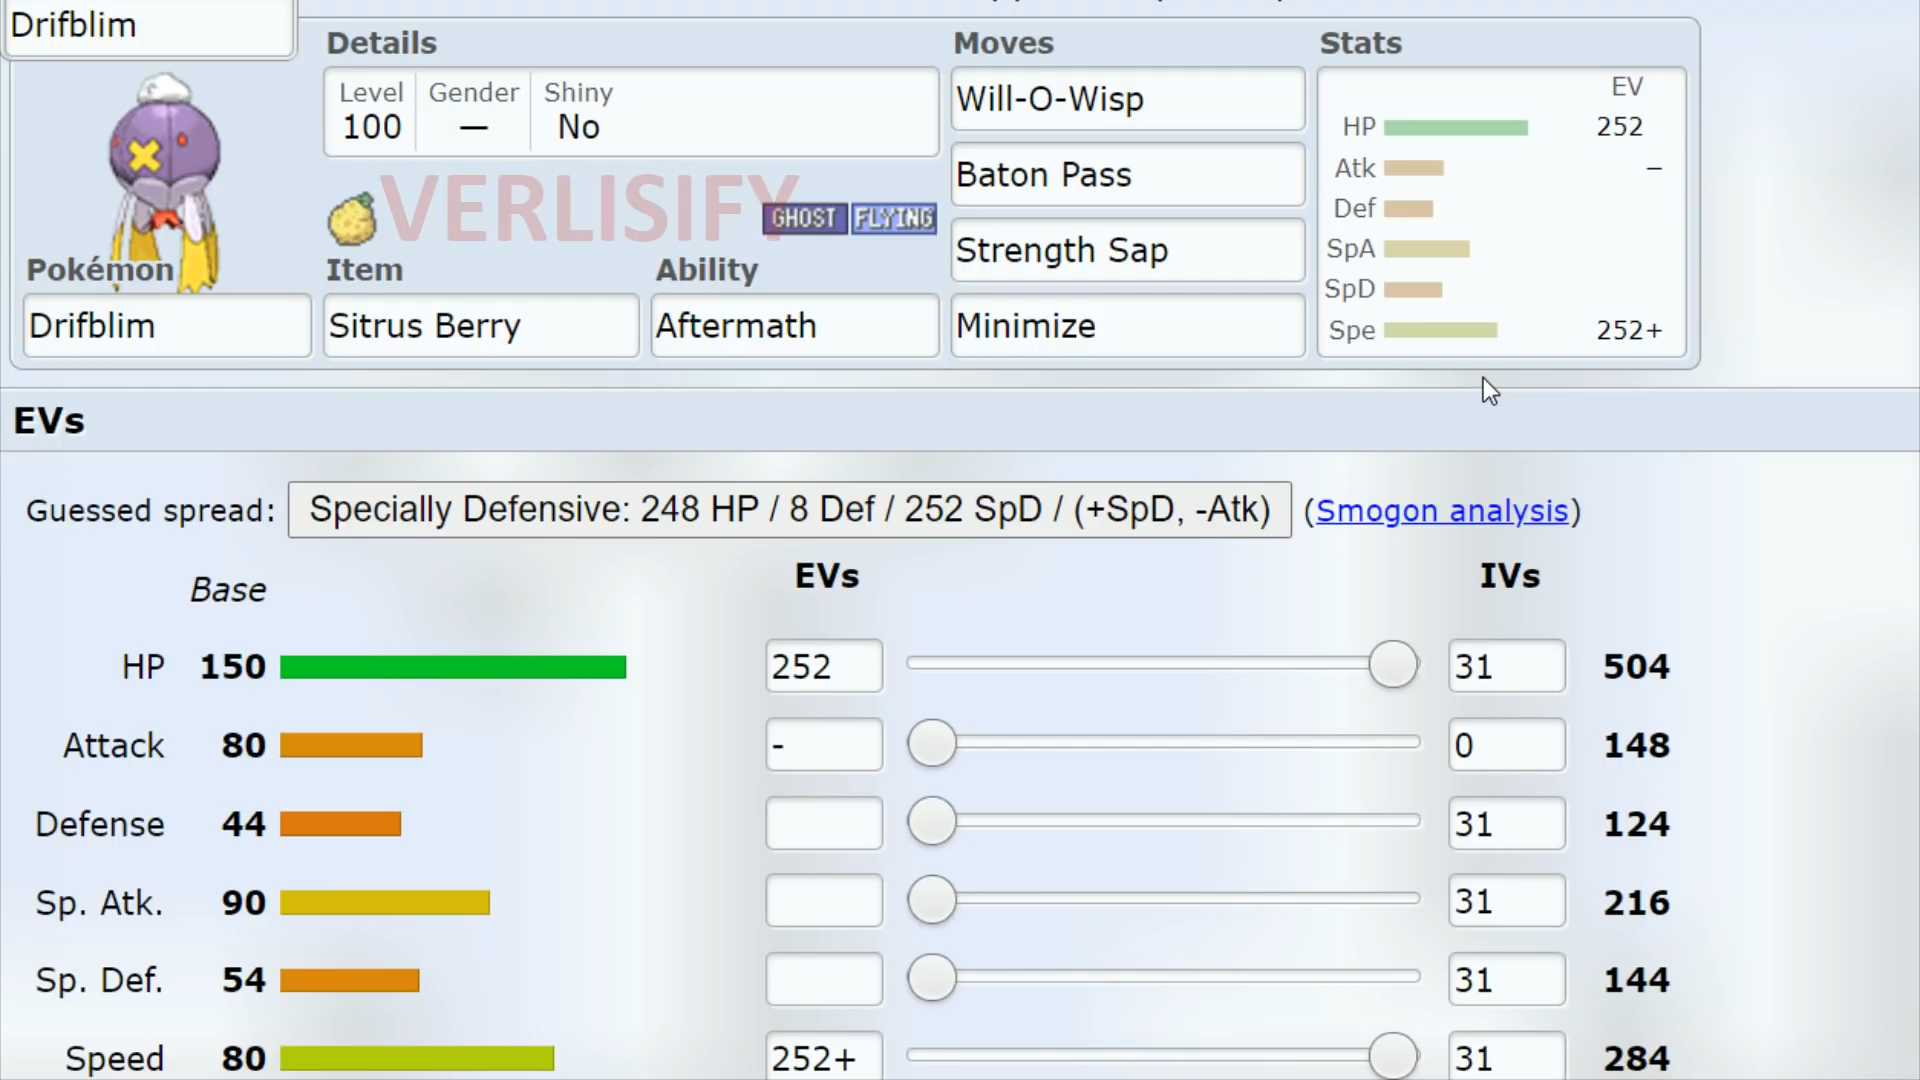 Drifblim
Details
Moves
Stats
Level
Gender
Shiny
100
—
No
Will-O-Wisp
Baton Pass
Strength Sap
Minimize
EV
HP 252
Atk –
Def
SpA
SpD
Spe 252+
VERLISIFY
GHOST FLYING
Pokémon
Item
Ability
Drifblim
Sitrus Berry
Aftermath
EVs
Guessed spread: Specially Defensive: 248 HP / 8 Def / 252 SpD / (+SpD, -Atk) (Smogon analysis)
Base EVs IVs
HP 150 252 31 504
Attack 80 - 0 148
Defense 44 31 124
Sp. Atk. 90 31 216
Sp. Def. 54 31 144
Speed 80 252+ 31 284